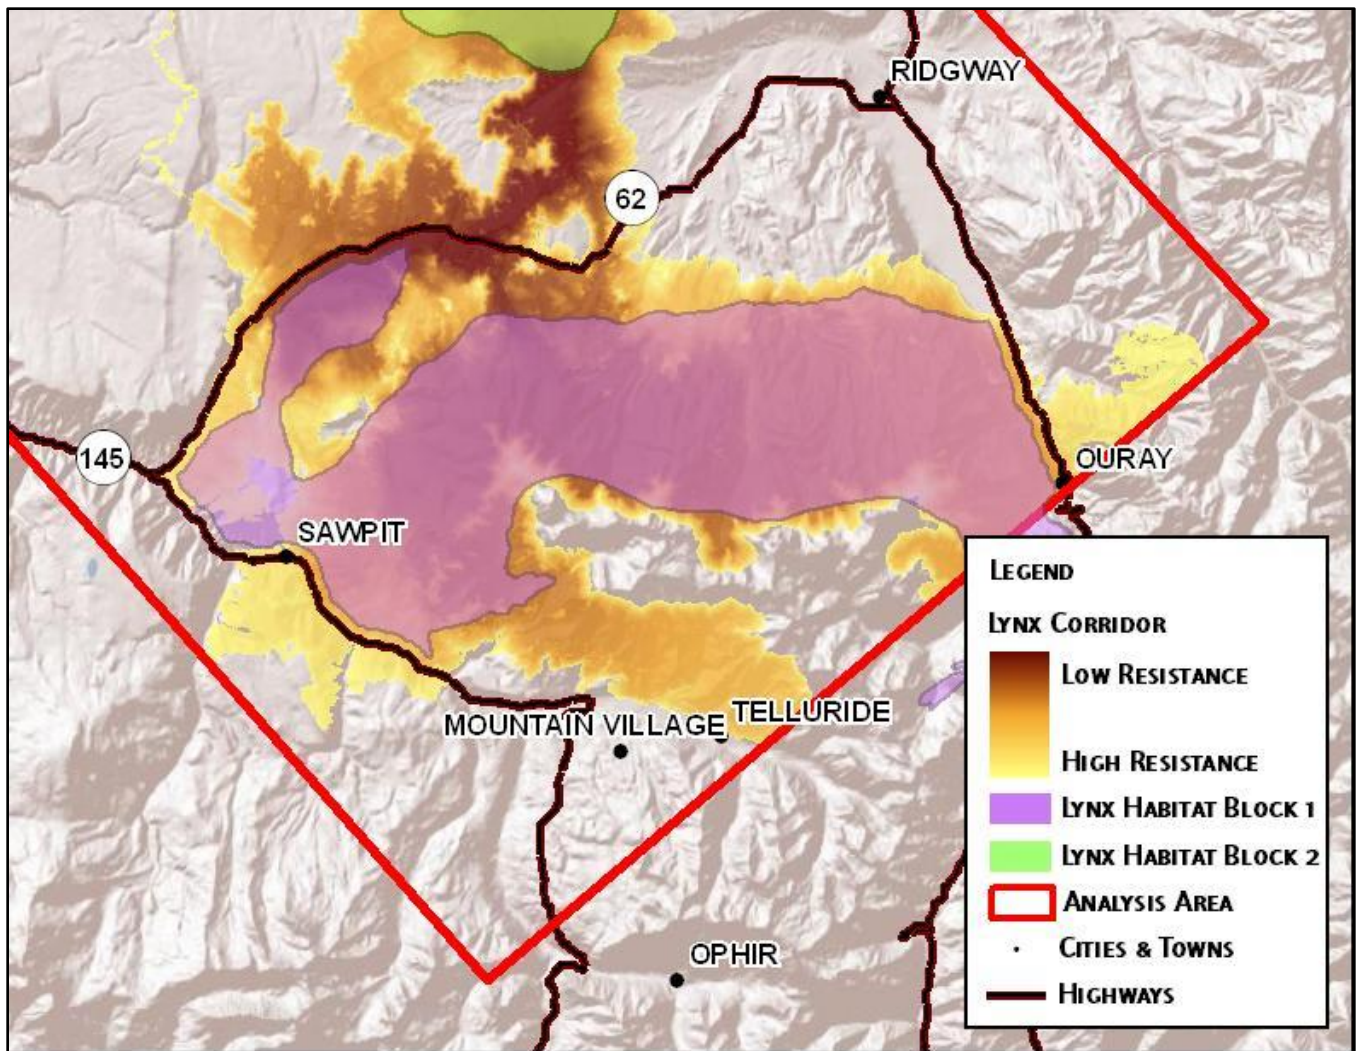 RIDGWAY
62
145
OURAY
SAWPIT
MOUNTAIN VILLAGE
TELLURIDE
OPHIR
LEGEND
LYNX CORRIDOR
LOW RESISTANCE
HIGH RESISTANCE
LYNX HABITAT BLOCK 1
LYNX HABITAT BLOCK 2
ANALYSIS AREA
CITIES & TOWNS
HIGHWAYS